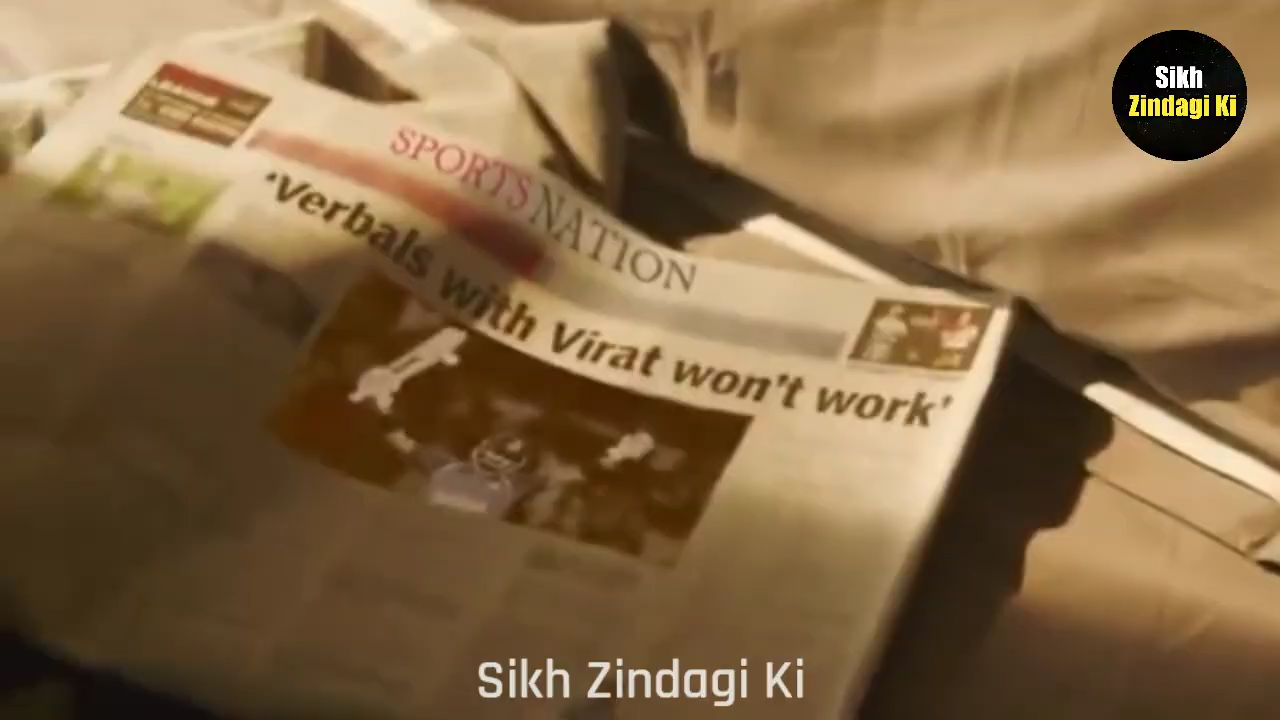 Sikh
Zindagi Ki
SPORTS NATION
'Verbals with Virat won't work'
Sikh Zindagi Ki